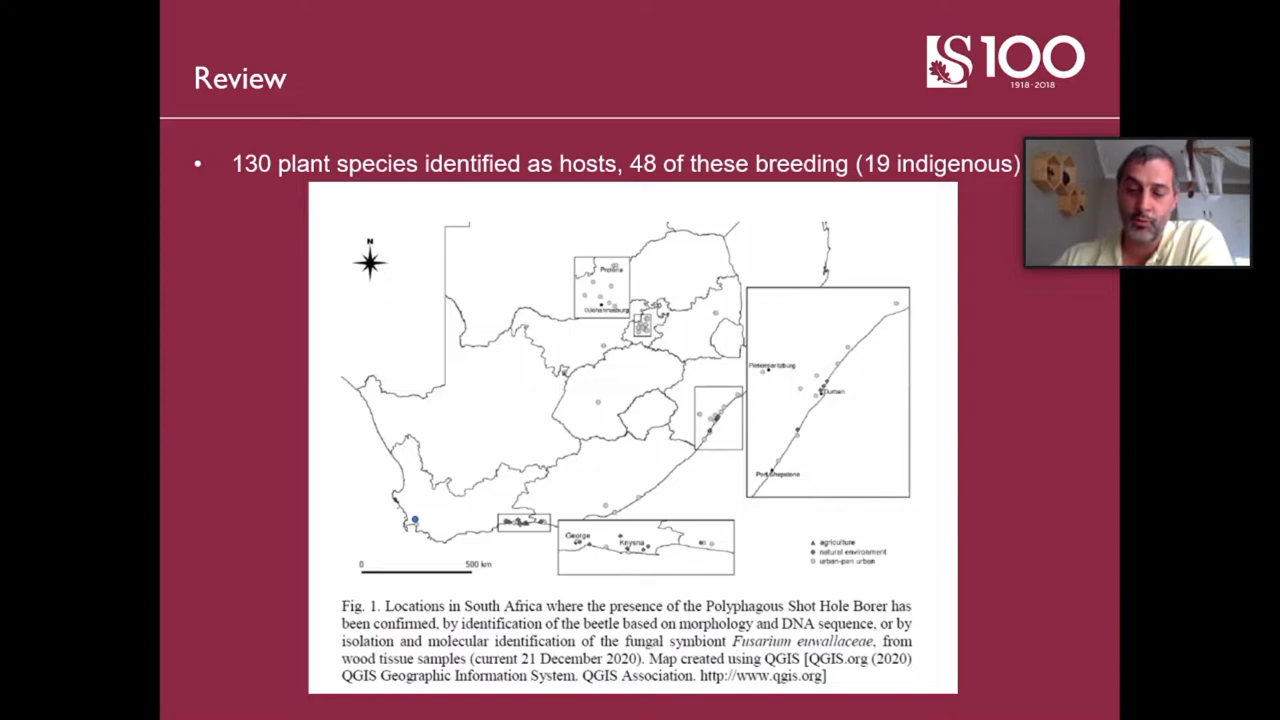 Review
S100
1918-2018
• 130 plant species identified as hosts, 48 of these breeding (19 indigenous)
N
Pretoria
Johannesburg
Pietermaritzburg
Durban
Port Shepstone
George
Knysna
0 500 km
agriculture
natural environment
urban-peri urban
Fig. 1. Locations in South Africa where the presence of the Polyphagous Shot Hole Borer has
been confirmed, by identification of the beetle based on morphology and DNA sequence, or by
isolation and molecular identification of the fungal symbiont Fusarium euwallaceae, from
wood tissue samples (current 21 December 2020). Map created using QGIS [QGIS.org (2020)
QGIS Geographic Information System. QGIS Association. http://www.qgis.org]